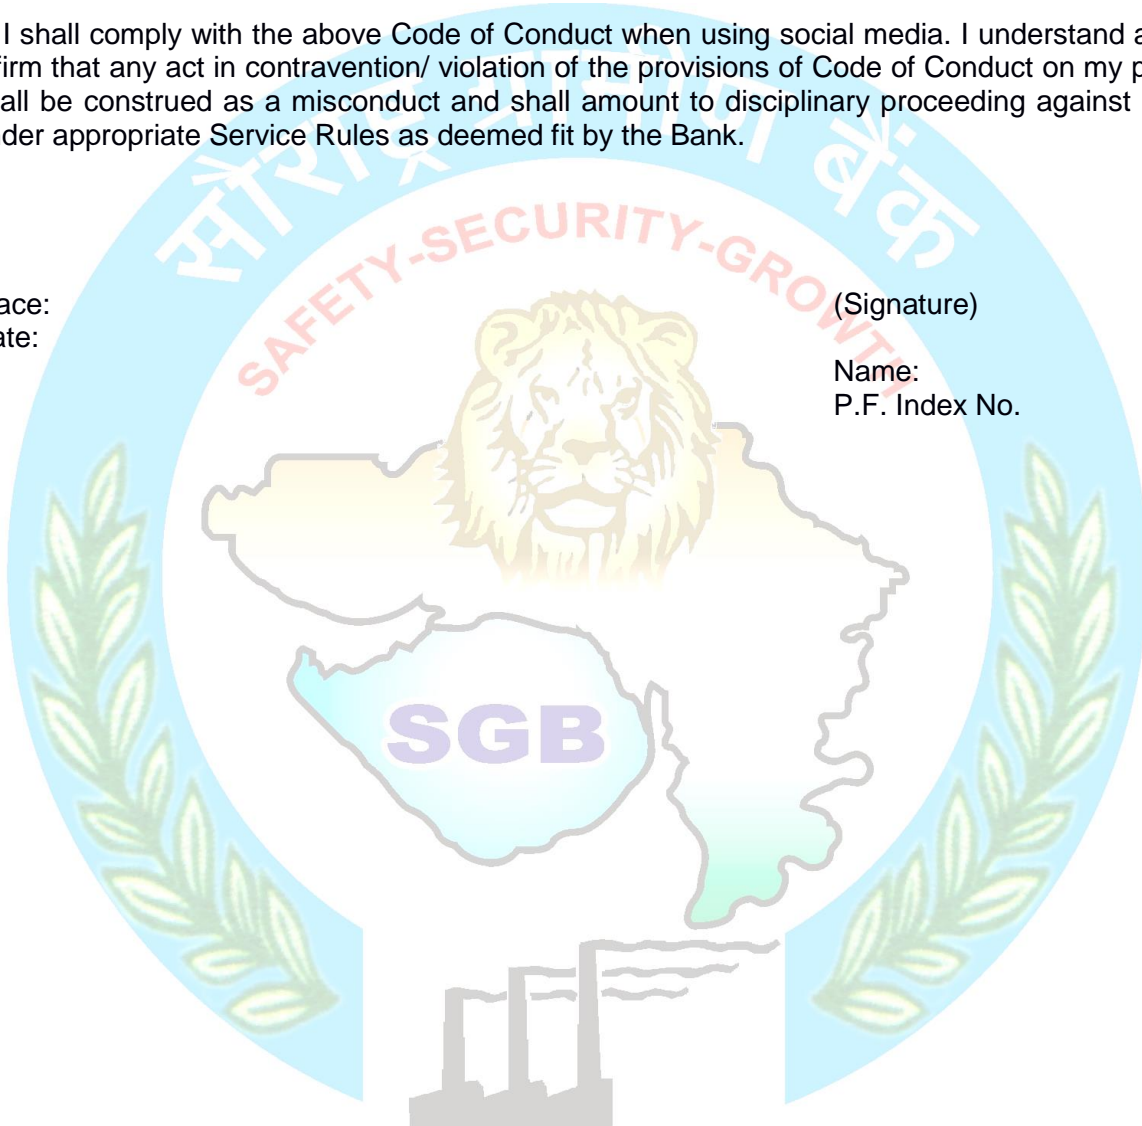 I shall comply with the above Code of Conduct when using social media. I understand a
firm that any act in contravention/ violation of the provisions of Code of Conduct on my p
all be construed as a misconduct and shall amount to disciplinary proceeding against
der appropriate Service Rules as deemed fit by the Bank.
सौराष्ट्र ग्रामीण बैंक
SAFETY-SECURITY-GROWTH
ace:
(Signature)
ate:
Name:
P.F. Index No.
SGB